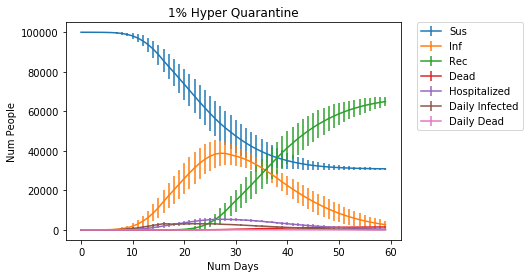 1% Hyper Quarantine
Num People
100000
80000
60000
40000
20000
0
0 10 20 30 40 50 60
Num Days
Sus
Inf
Rec
Dead
Hospitalized
Daily Infected
Daily Dead